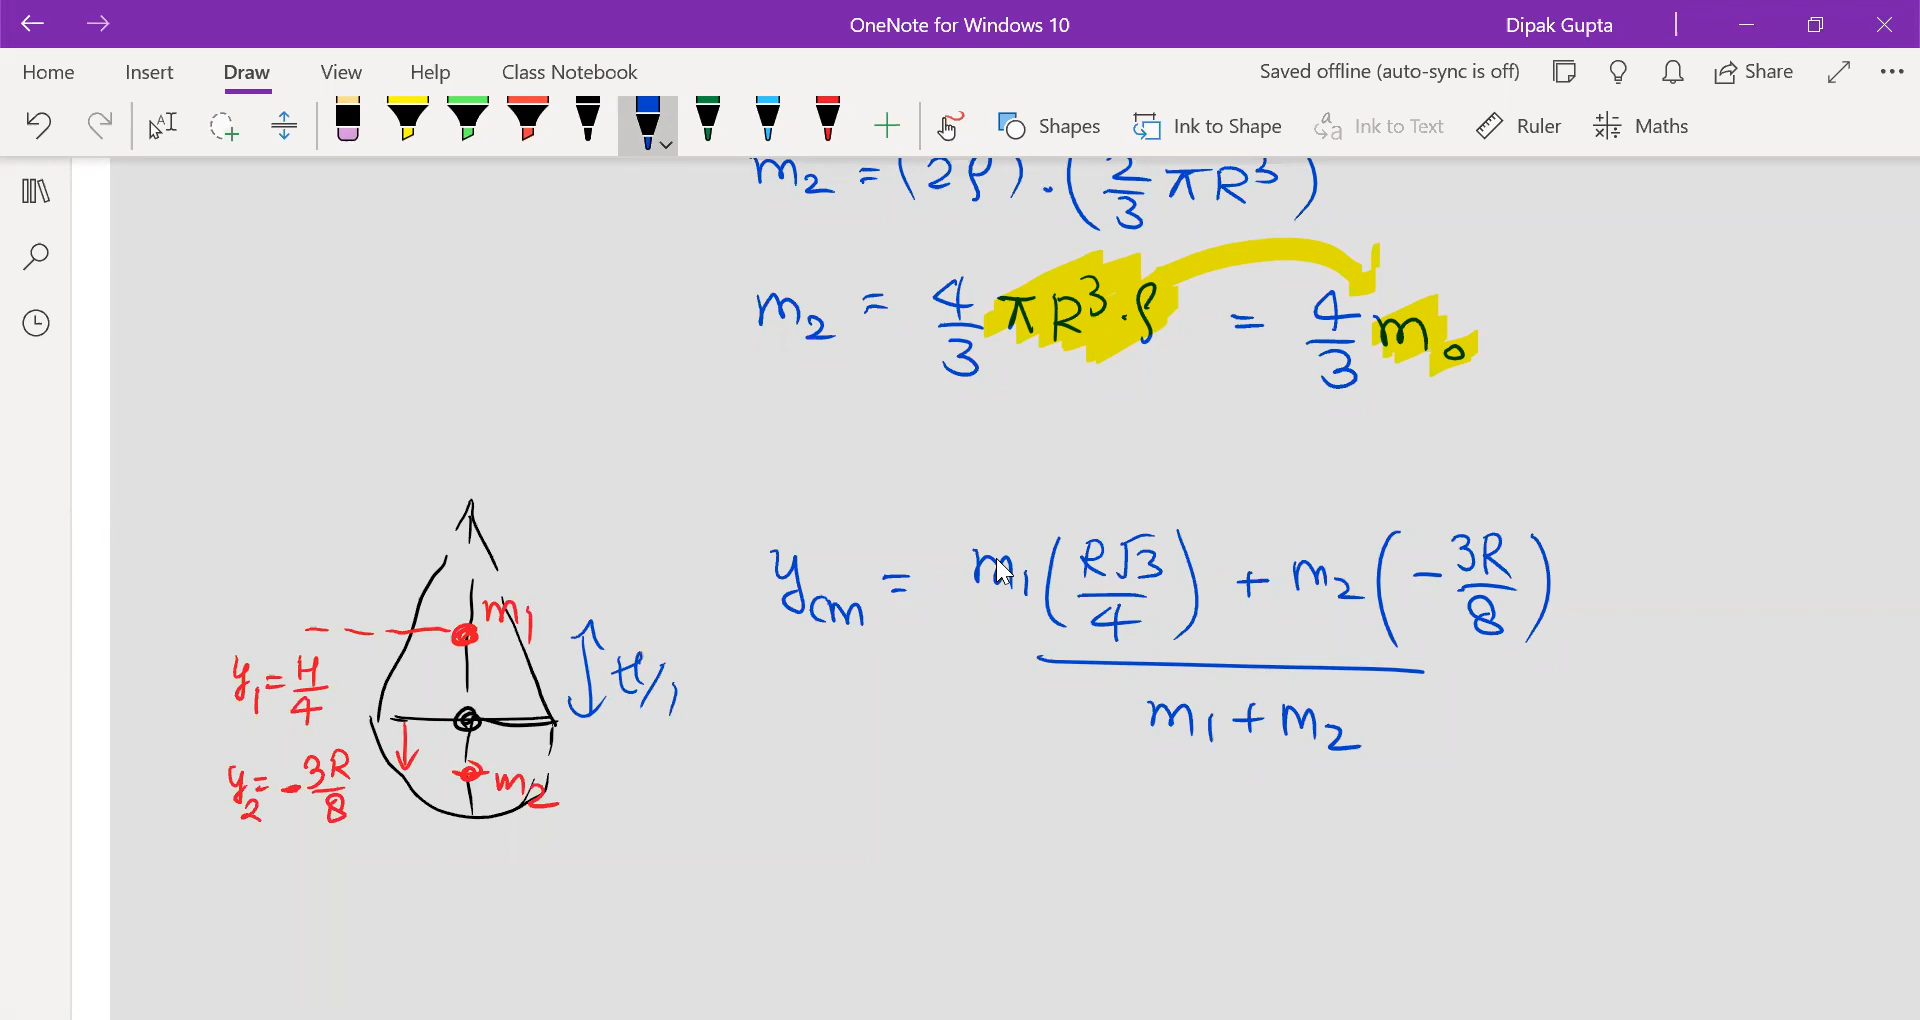 OneNote for Windows 10
Dipak Gupta
Home Insert Draw View Help Class Notebook
Saved offline (auto-sync is off) Share
Shapes Ink to Shape Ink to Text Ruler Maths
m₂ = (2ρ) · (2/3 πR³)
m₂ = 4/3 πR³·ρ = 4/3 m₀
y_cm = (m₁(R√3/4) + m₂(-3R/8)) / (m₁ + m₂)
m₁
y₁ = H/4
y₂ = -3R/8
m₂